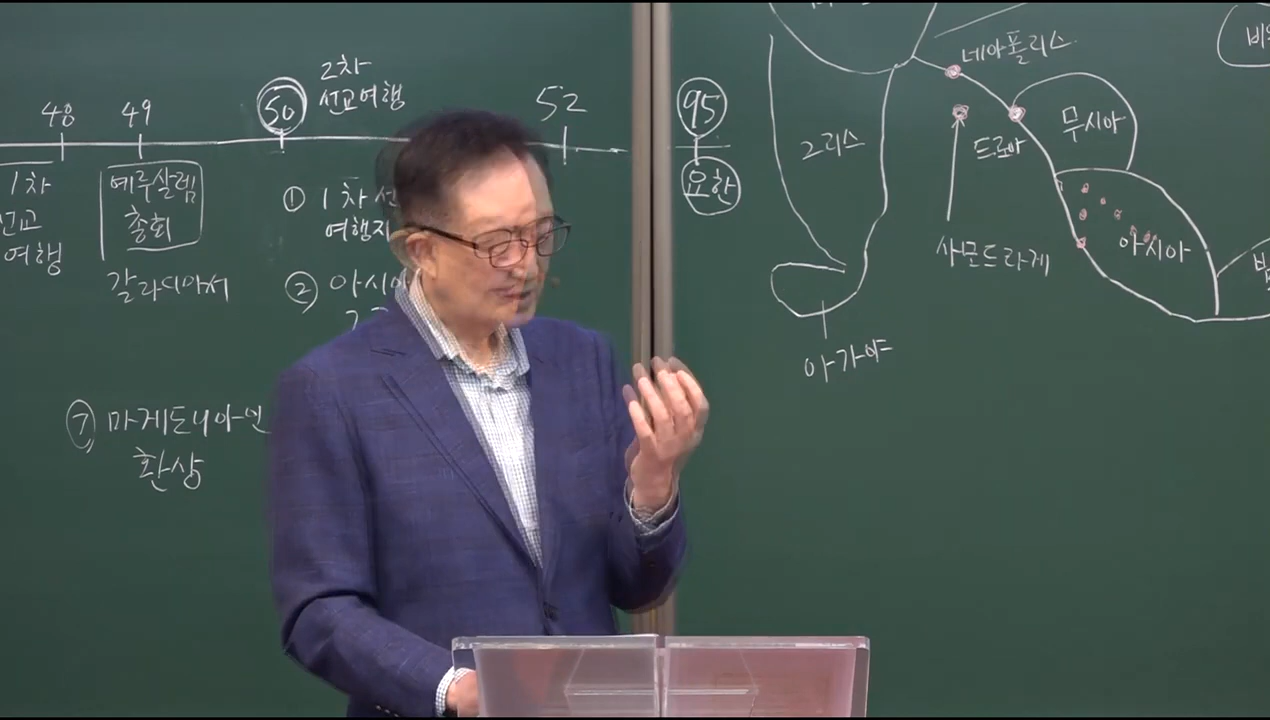 48
49
50
2차
선교여행
52
95
요한
1차
선교
여행
예루살렘
총회
갈라디아서
① 1차 선
여행지
② 아시아
⑦ 마게도니아인
환상
네아폴리스
그리스
드로아
무시아
사모드라게
아시아
아가야